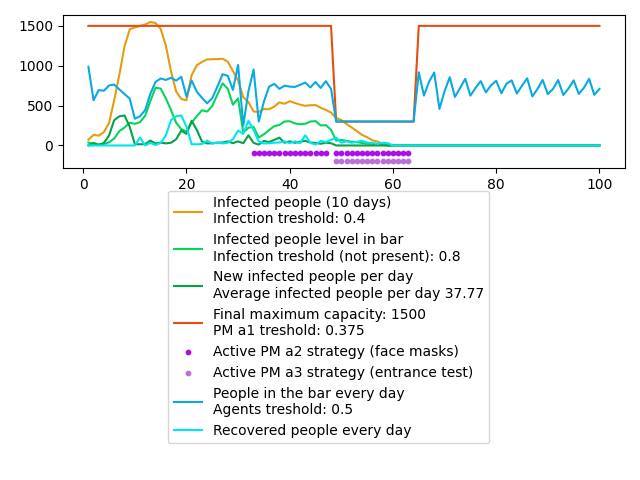 1500
1000
500
0
0
20
40
60
80
100
Infected people (10 days)
Infection treshold: 0.4
Infected people level in bar
Infection treshold (not present): 0.8
New infected people per day
Average infected people per day 37.77
Final maximum capacity: 1500
PM a1 treshold: 0.375
Active PM a2 strategy (face masks)
Active PM a3 strategy (entrance test)
People in the bar every day
Agents treshold: 0.5
Recovered people every day